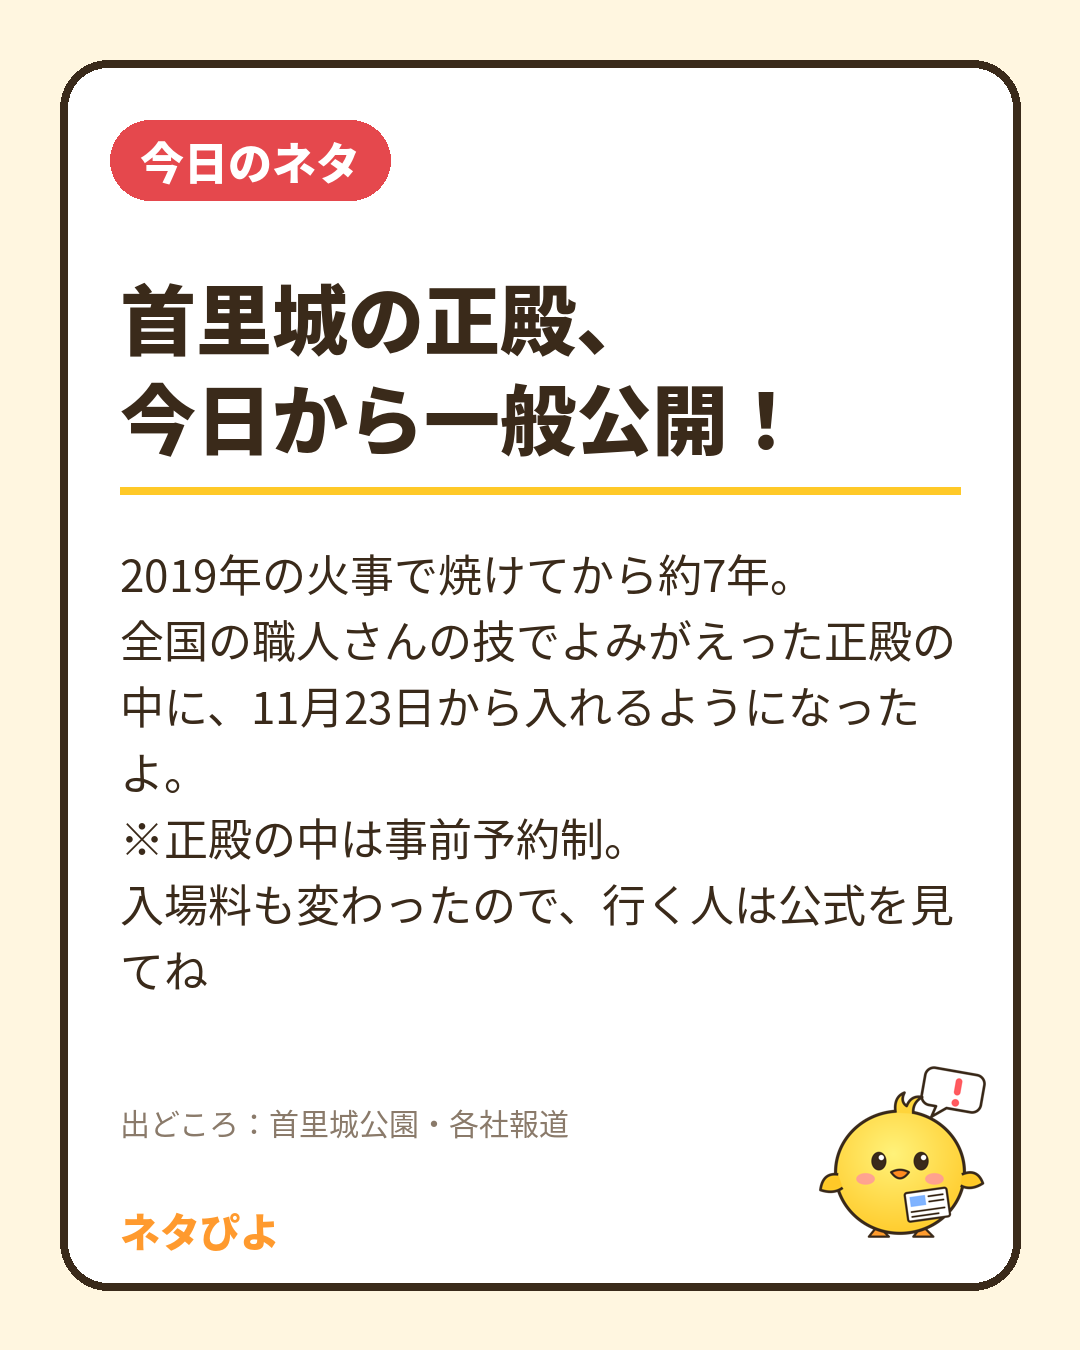 今日のネタ
首里城の正殿、
今日から一般公開！
2019年の火事で焼けてから約7年。
全国の職人さんの技でよみがえった正殿の
中に、11月23日から入れるようになった
よ。
※正殿の中は事前予約制。
入場料も変わったので、行く人は公式を見
てね
!
出どころ：首里城公園・各社報道
ネタぴよ